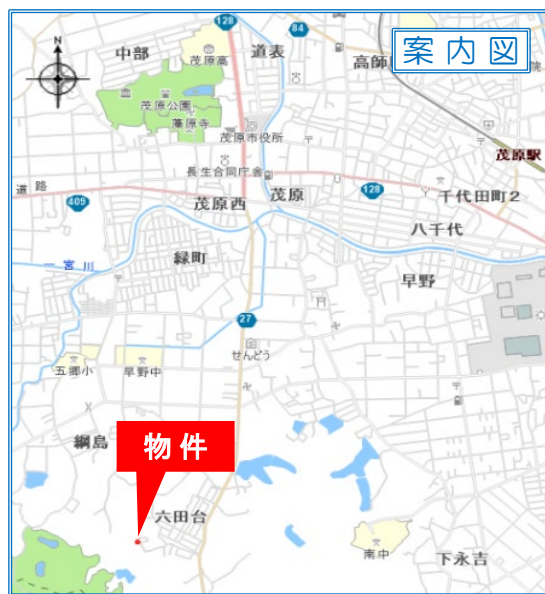 案内図
N
128
84
中部
茂原高
道表
高師
茂原公園
藻原寺
茂原市役所
茂原駅
長生合同庁舎
道路
409
茂原西
茂原
128
千代田町2
八千代
一宮川
緑町
早野
27
せんどう
五郷小
早野中
綱島
物件
六田台
南中
下永吉